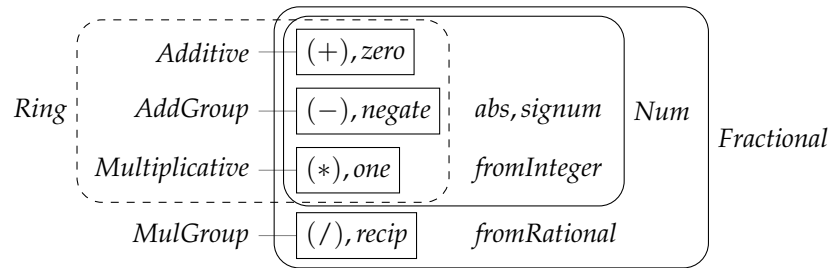 Additive (+), zero
Ring AddGroup (−), negate abs, signum Num
Fractional
Multiplicative (∗), one fromInteger
MulGroup (/), recip fromRational